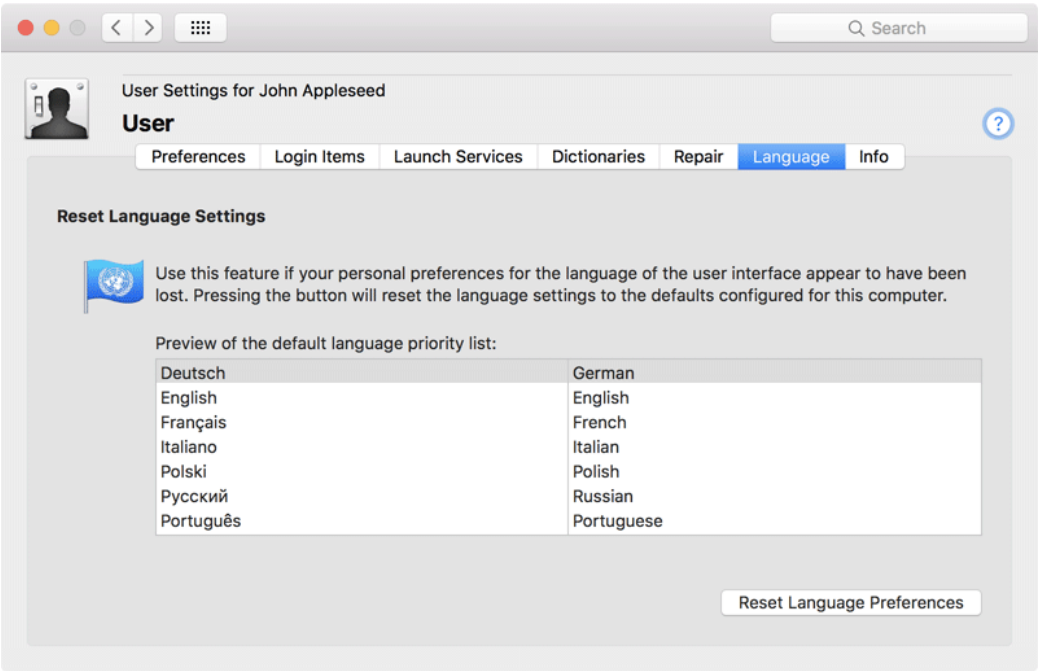 Search
User Settings for John Appleseed
User
?
Preferences Login Items Launch Services Dictionaries Repair Language Info
Reset Language Settings
Use this feature if your personal preferences for the language of the user interface appear to have been
lost. Pressing the button will reset the language settings to the defaults configured for this computer.
Preview of the default language priority list:
Deutsch German
English English
Français French
Italiano Italian
Polski Polish
Русский Russian
Português Portuguese
Reset Language Preferences